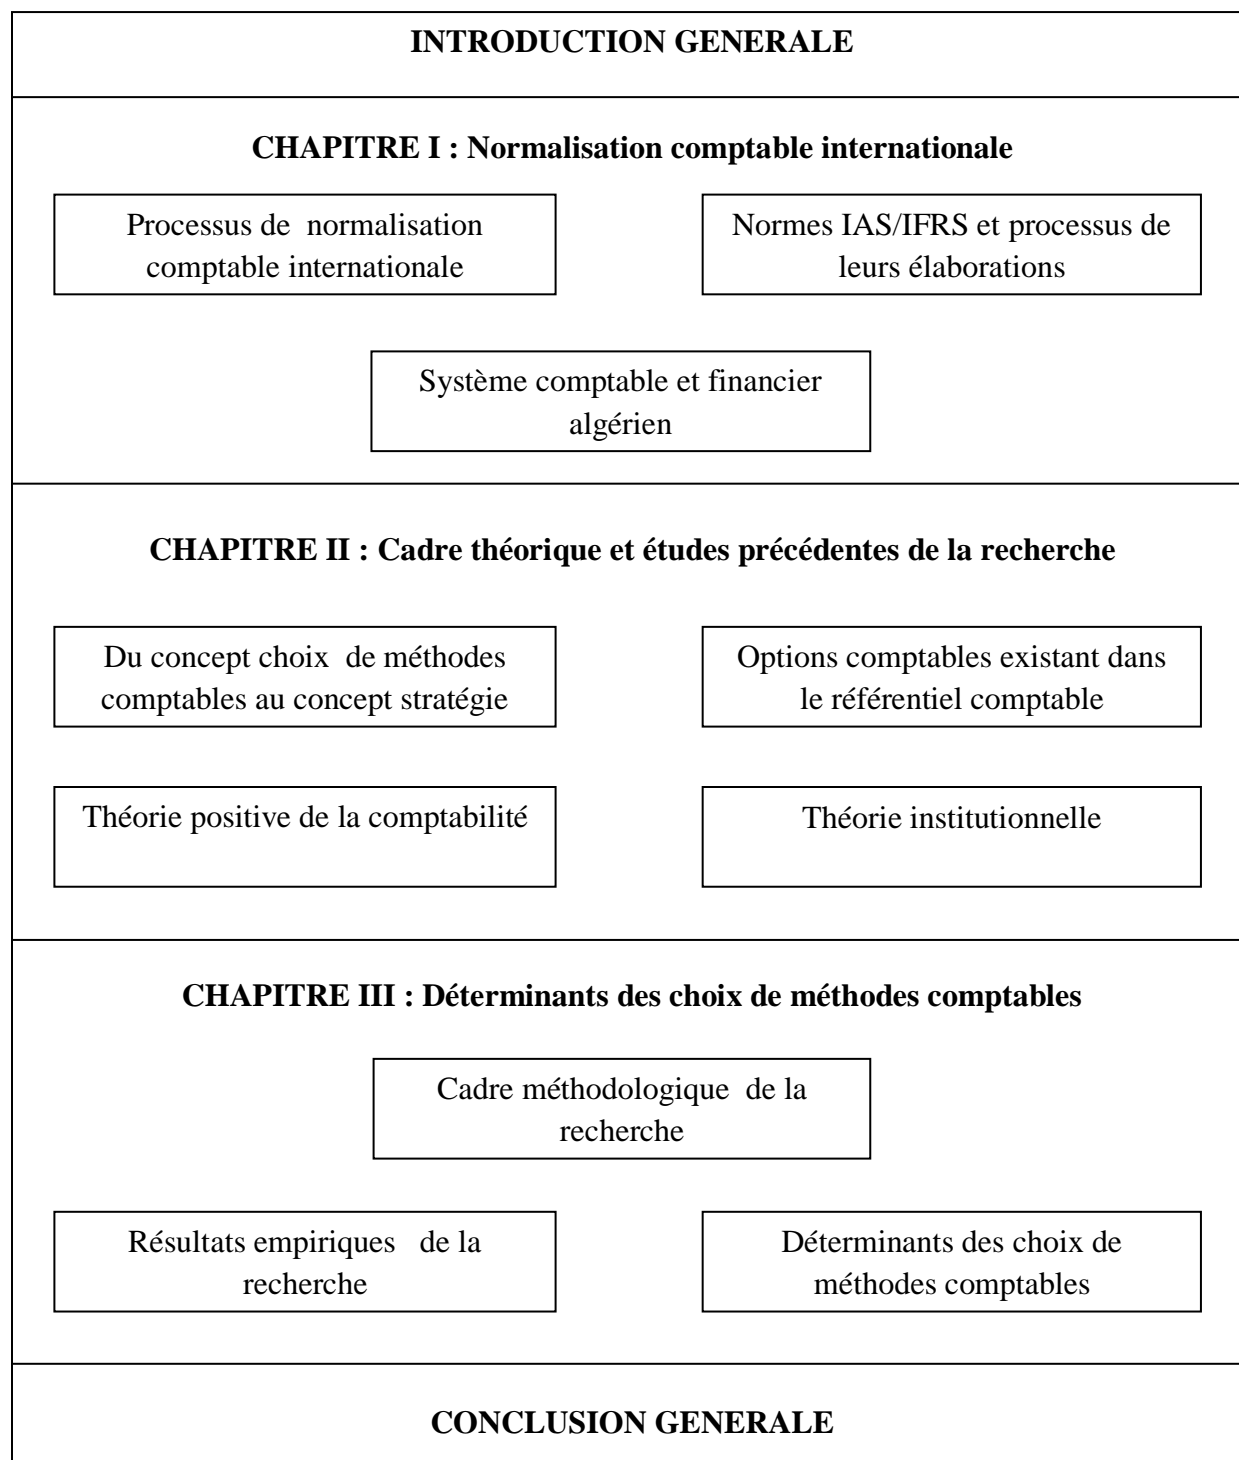 INTRODUCTION GENERALE
CHAPITRE I : Normalisation comptable internationale
Processus de  normalisation
comptable internationale
Normes IAS/IFRS et processus de
leurs élaborations
Système comptable et financier
algérien
CHAPITRE II : Cadre théorique et études précédentes de la recherche
Du concept choix  de méthodes
comptables au concept stratégie
Options comptables existant dans
le référentiel comptable
Théorie positive de la comptabilité
Théorie institutionnelle
CHAPITRE III : Déterminants des choix de méthodes comptables
Cadre méthodologique  de la
recherche
Résultats empiriques   de la
recherche
Déterminants des choix de
méthodes comptables
CONCLUSION GENERALE